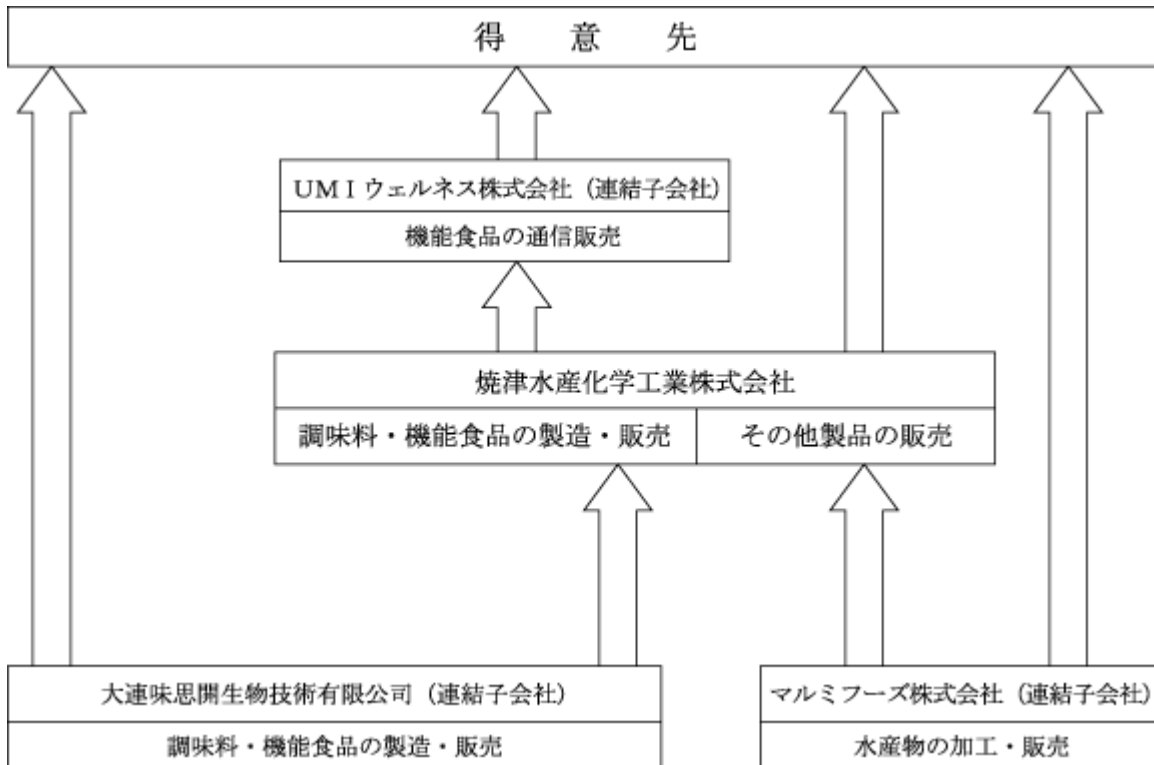 得意先
UMIウェルネス株式会社（連結子会社）
機能食品の通信販売
焼津水産化学工業株式会社
調味料・機能食品の製造・販売
その他製品の販売
大連味思開生物技術有限公司（連結子会社）
調味料・機能食品の製造・販売
マルミフーズ株式会社（連結子会社）
水産物の加工・販売